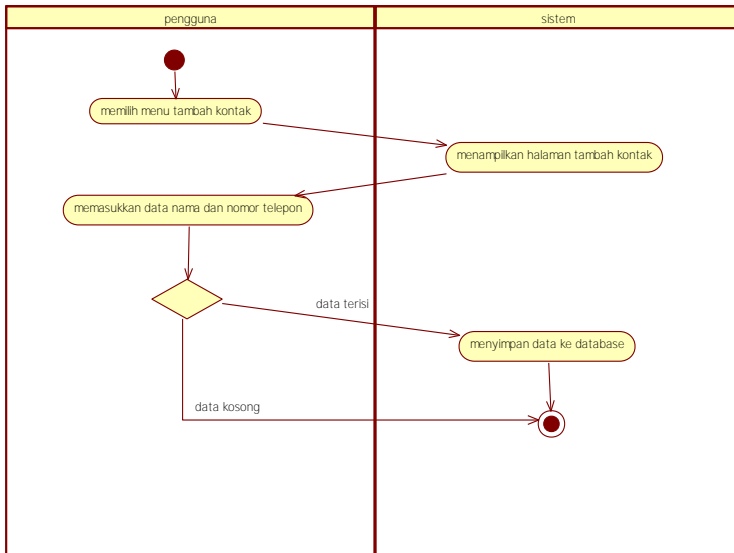 pengguna
sistem
memilih menu tambah kontak
menampilkan halaman tambah kontak
memasukkan data nama dan nomor telepon
data terisi
menyimpan data ke database
data kosong